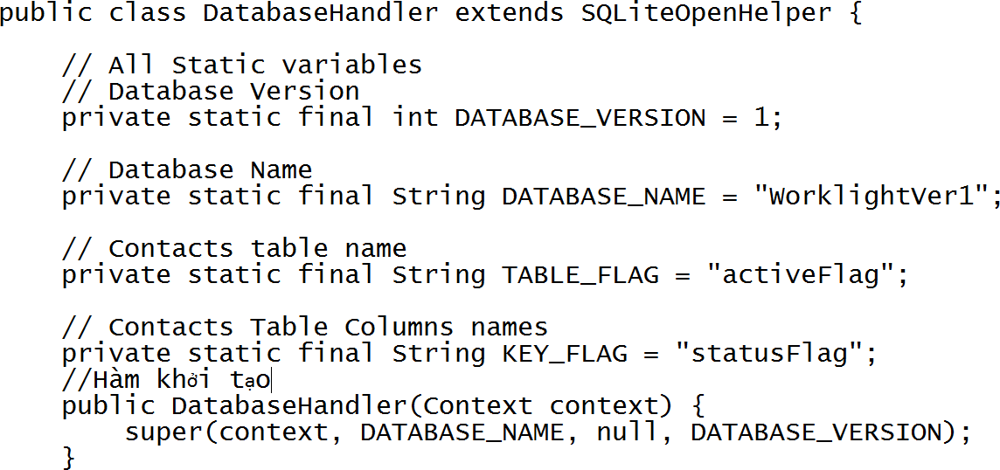 public class DatabaseHandler extends SQLiteOpenHelper {
// All Static variables
// Database Version
private static final int DATABASE_VERSION = 1;
// Database Name
private static final String DATABASE_NAME = "WorklightVer1";
// Contacts table name
private static final String TABLE_FLAG = "activeFlag";
// Contacts Table Columns names
private static final String KEY_FLAG = "statusFlag";
//Hàm khởi tạo
public DatabaseHandler(Context context) {
super(context, DATABASE_NAME, null, DATABASE_VERSION);
}